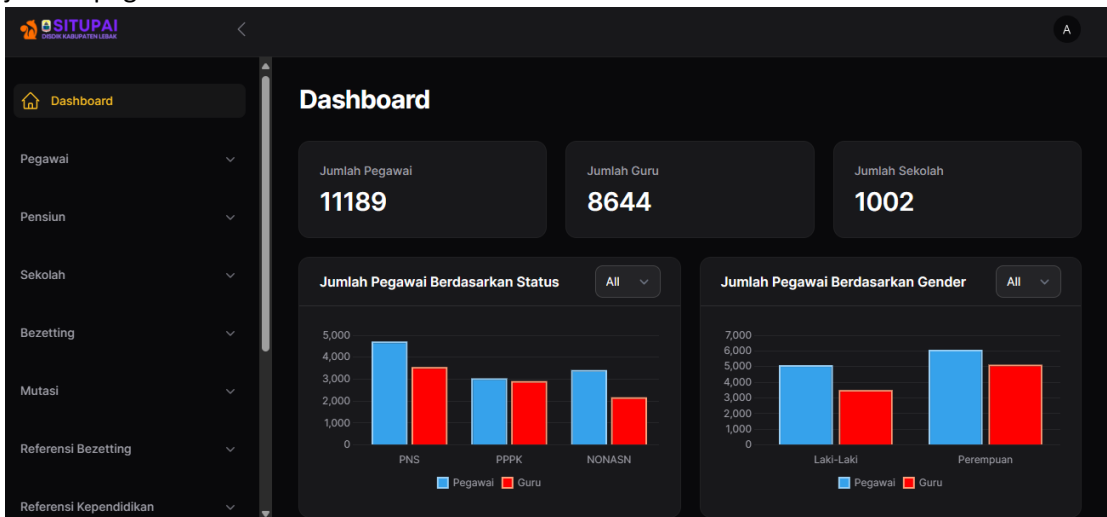 SITUPAI
DISDIK KABUPATEN LEBAK
A
Dashboard
Pegawai
Pensiun
Sekolah
Bezetting
Mutasi
Referensi Bezetting
Referensi Kependidikan
Dashboard
Jumlah Pegawai
11189
Jumlah Guru
8644
Jumlah Sekolah
1002
Jumlah Pegawai Berdasarkan Status
All
5,000
4,000
3,000
2,000
1,000
0
PNS PPPK NONASN
Pegawai Guru
Jumlah Pegawai Berdasarkan Gender
All
7,000
6,000
5,000
4,000
3,000
2,000
1,000
0
Laki-Laki Perempuan
Pegawai Guru